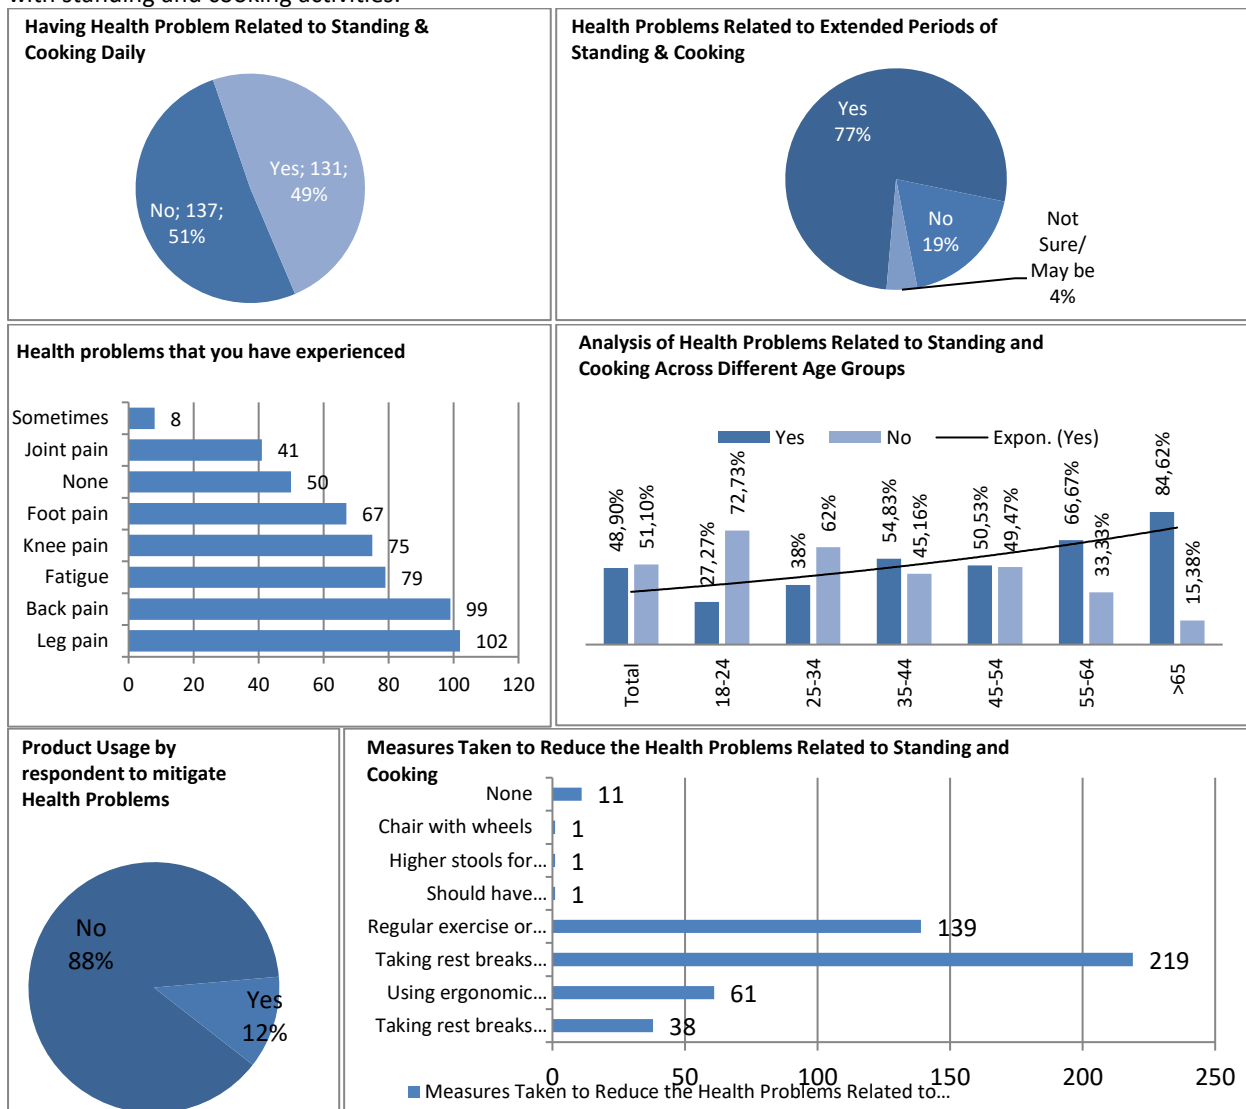 with standing and cooking activities.
Having Health Problem Related to Standing &
Cooking Daily
Yes; 131;
49%
No; 137;
51%
Health Problems Related to Extended Periods of
Standing & Cooking
Yes
77%
No
19%
Not
Sure/
May be
4%
Health problems that you have experienced
Sometimes 8
Joint pain 41
None 50
Foot pain 67
Knee pain 75
Fatigue 79
Back pain 99
Leg pain 102
0 20 40 60 80 100 120
Analysis of Health Problems Related to Standing and
Cooking Across Different Age Groups
Yes No Expon. (Yes)
48,90% 51,10% 27,27% 72,73% 38% 62% 54,83% 45,16% 50,53% 49,47% 66,67% 33,33% 84,62% 15,38%
Total 18-24 25-34 35-44 45-54 55-64 >65
Product Usage by
respondent to mitigate
Health Problems
No
88%
Yes
12%
Measures Taken to Reduce the Health Problems Related to Standing and
Cooking
None 11
Chair with wheels 1
Higher stools for… 1
Should have… 1
Regular exercise or… 139
Taking rest breaks… 219
Using ergonomic… 61
Taking rest breaks… 38
0 50 100 150 200 250
Measures Taken to Reduce the Health Problems Related to…